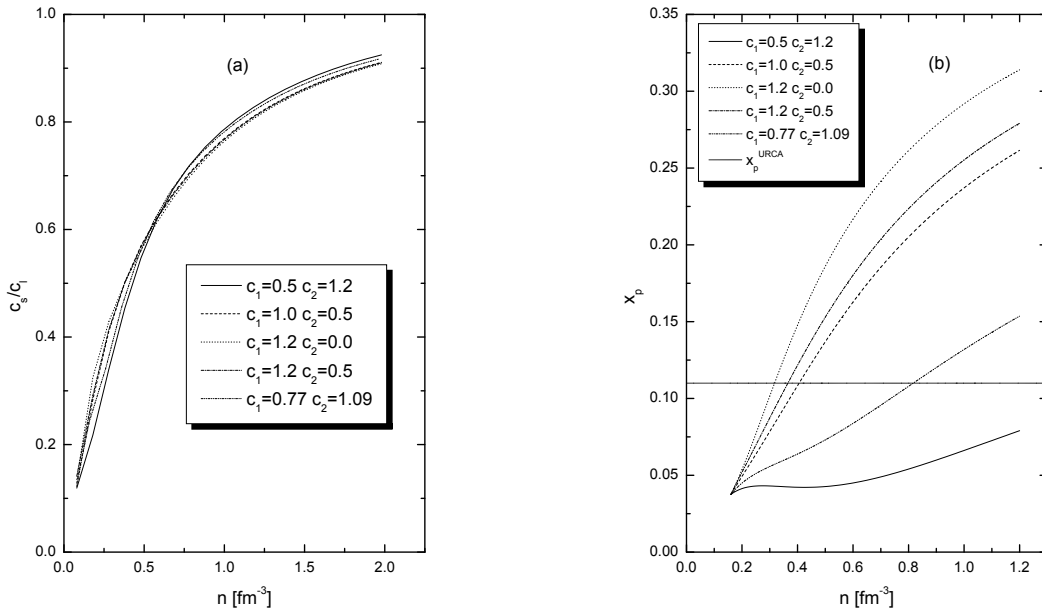 (a)
1.0
0.8
0.6
0.4
0.2
0.0
c_s/c_l
c_1=0.5 c_2=1.2
c_1=1.0 c_2=0.5
c_1=1.2 c_2=0.0
c_1=1.2 c_2=0.5
c_1=0.77 c_2=1.09
0.0 0.5 1.0 1.5 2.0
n [fm^-3]
(b)
0.35
0.30
0.25
0.20
0.15
0.10
0.05
0.00
x_p
c_1=0.5 c_2=1.2
c_1=1.0 c_2=0.5
c_1=1.2 c_2=0.0
c_1=1.2 c_2=0.5
c_1=0.77 c_2=1.09
x_p^URCA
0.0 0.2 0.4 0.6 0.8 1.0 1.2
n [fm^-3]